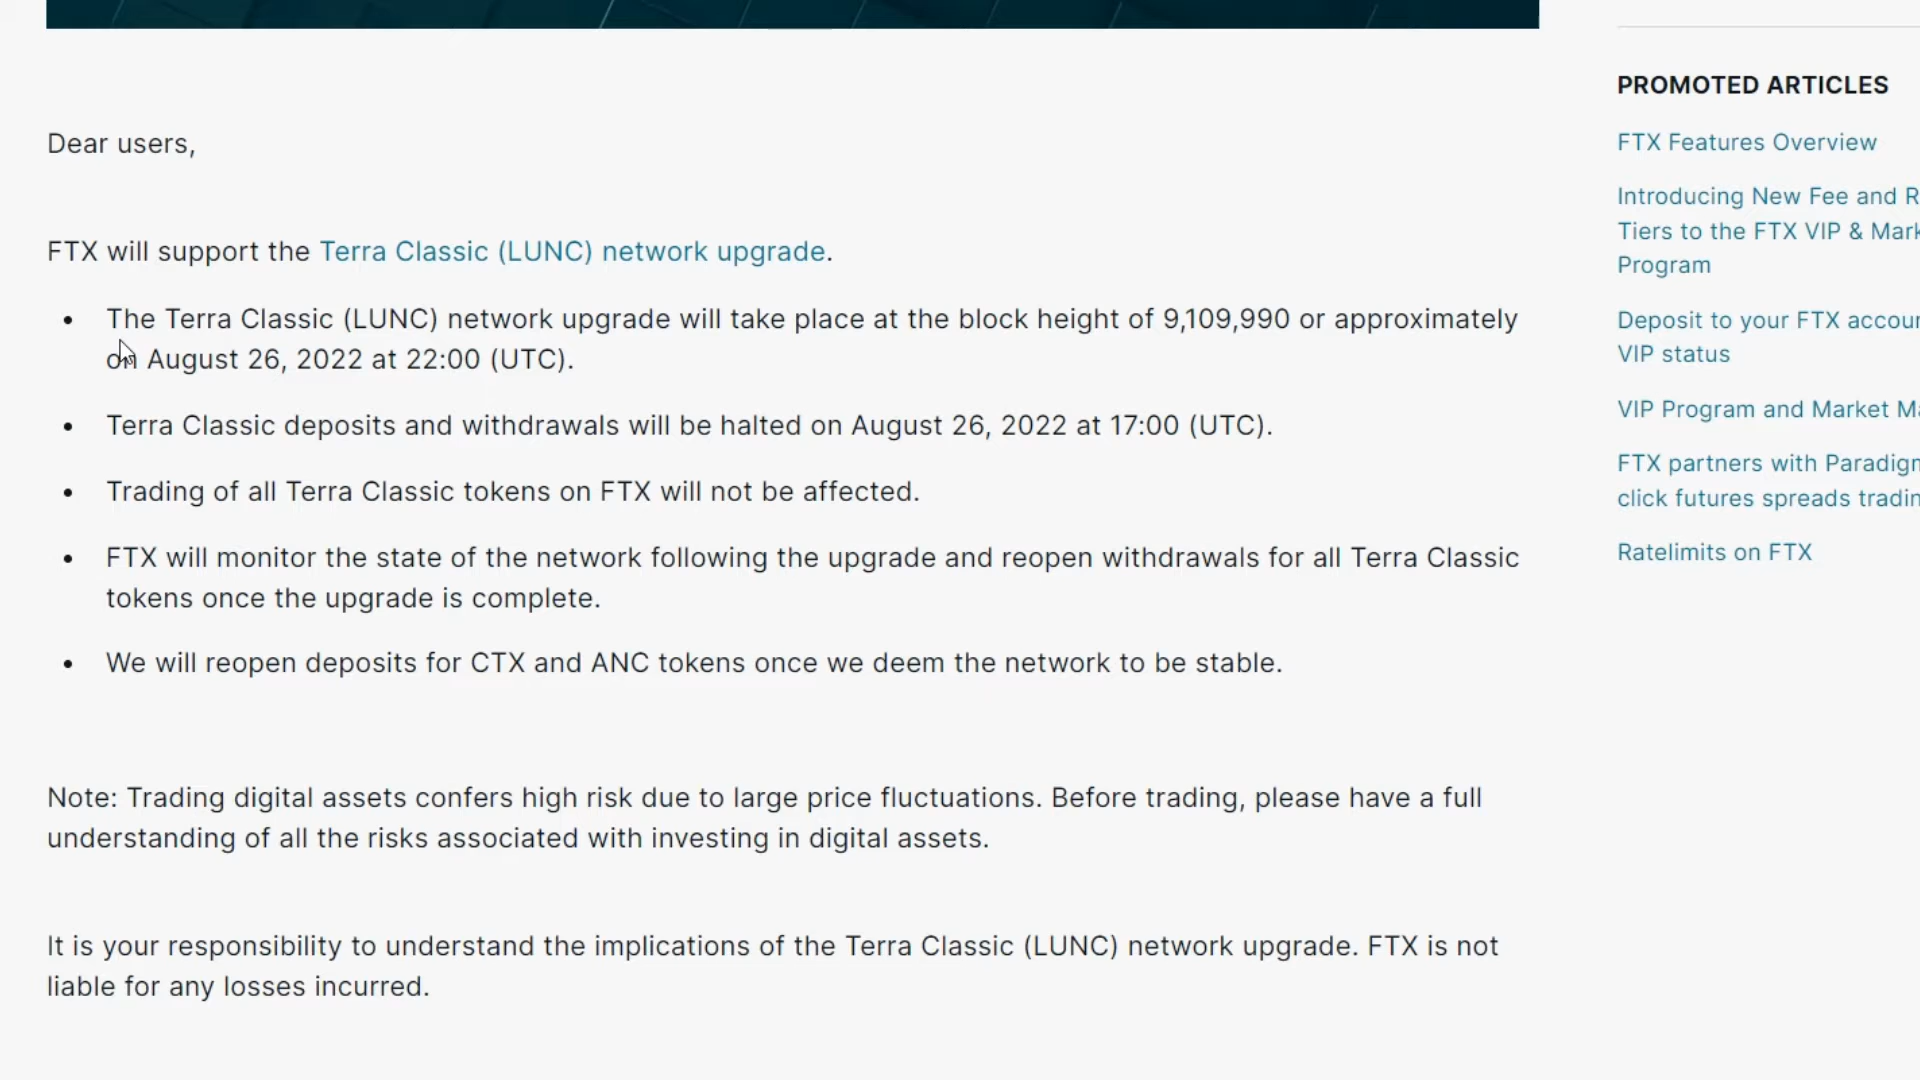 Dear users,
FTX will support the Terra Classic (LUNC) network upgrade.
• The Terra Classic (LUNC) network upgrade will take place at the block height of 9,109,990 or approximately
on August 26, 2022 at 22:00 (UTC).
• Terra Classic deposits and withdrawals will be halted on August 26, 2022 at 17:00 (UTC).
• Trading of all Terra Classic tokens on FTX will not be affected.
• FTX will monitor the state of the network following the upgrade and reopen withdrawals for all Terra Classic
tokens once the upgrade is complete.
• We will reopen deposits for CTX and ANC tokens once we deem the network to be stable.
Note: Trading digital assets confers high risk due to large price fluctuations. Before trading, please have a full
understanding of all the risks associated with investing in digital assets.
It is your responsibility to understand the implications of the Terra Classic (LUNC) network upgrade. FTX is not
liable for any losses incurred.
PROMOTED ARTICLES
FTX Features Overview
Introducing New Fee and
Tiers to the FTX VIP &
Program
Deposit to your FTX
VIP status
VIP Program and Market
FTX partners with
click futures spreads
Ratelimits on FTX